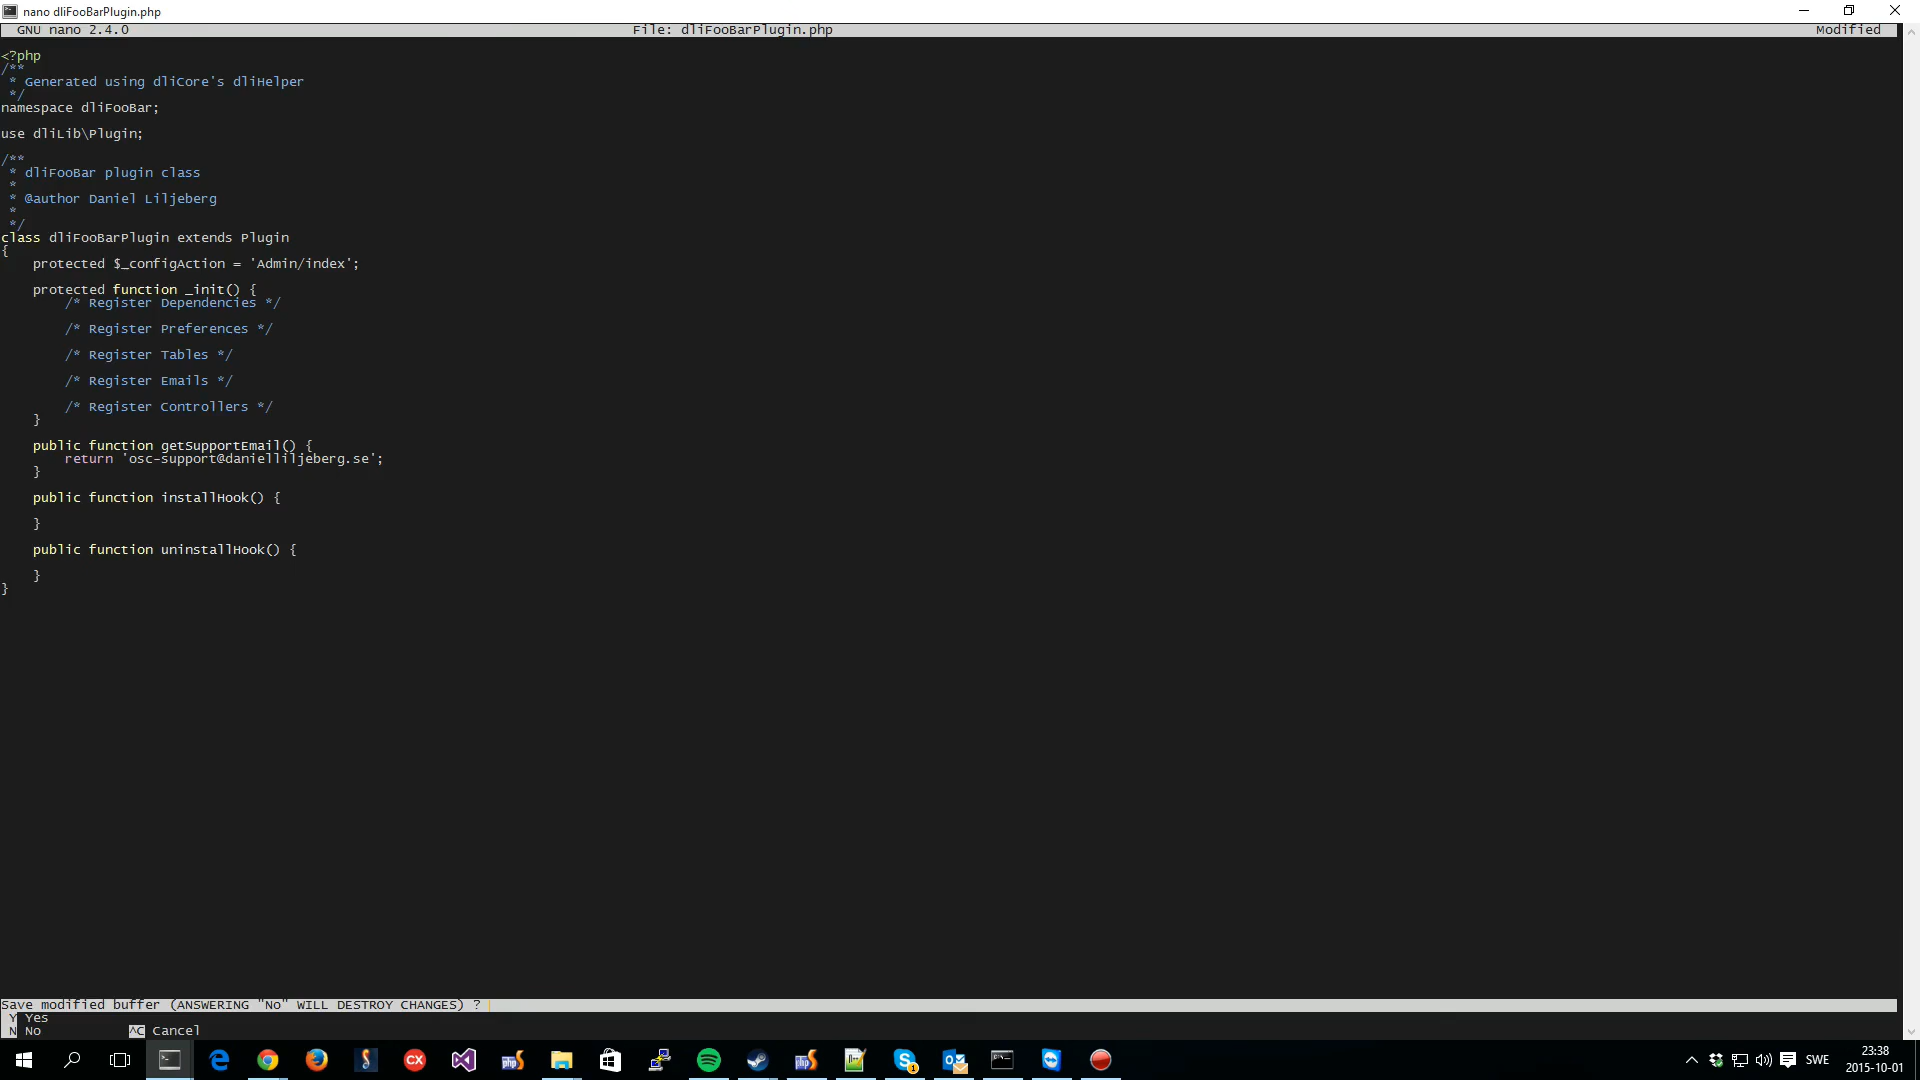 nano dliFooBarPlugin.php
GNU nano 2.4.0 File: dliFooBarPlugin.php Modified
<?php
/**
 * Generated using dliCore's dliHelper
 */
namespace dliFooBar;
use dliLib\Plugin;
/**
 * dliFooBar plugin class
 *
 * @author Daniel Liljeberg
 *
 */
class dliFooBarPlugin extends Plugin
{
    protected $_configAction = 'Admin/index';
    protected function _init() {
        /* Register Dependencies */
        /* Register Preferences */
        /* Register Tables */
        /* Register Emails */
        /* Register Controllers */
    }
    public function getSupportEmail() {
        return 'osc-support@danielliljeberg.se';
    }
    public function installHook() {
    }
    public function uninstallHook() {
    }
}
Save modified buffer (ANSWERING "No" WILL DESTROY CHANGES) ?
Y Yes
N No ^C Cancel
SWE
23:38
2015-10-01